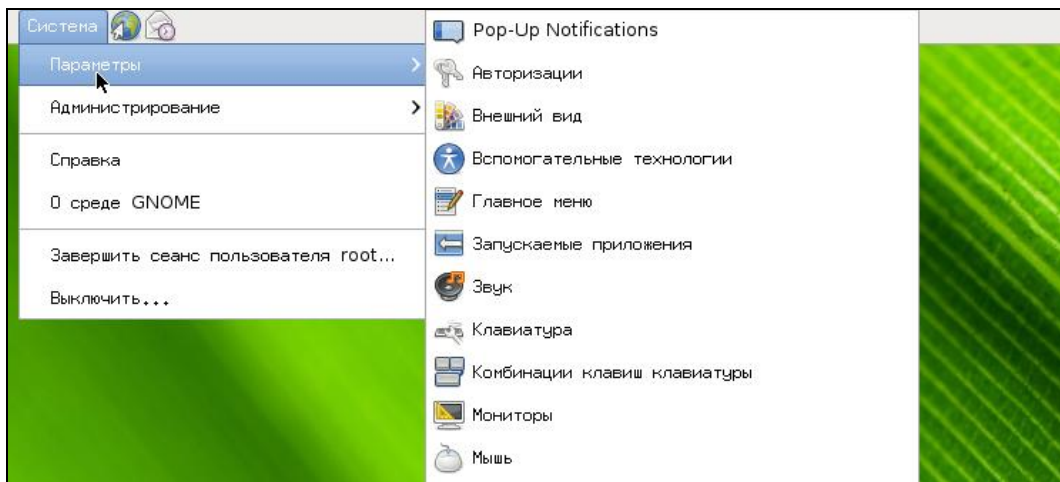 Система
Параметры
Администрирование
Справка
О среде GNOME
Завершить сеанс пользователя root...
Выключить...
Pop-Up Notifications
Авторизации
Внешний вид
Вспомогательные технологии
Главное меню
Запускаемые приложения
Звук
Клавиатура
Комбинации клавиш клавиатуры
Мониторы
Мышь